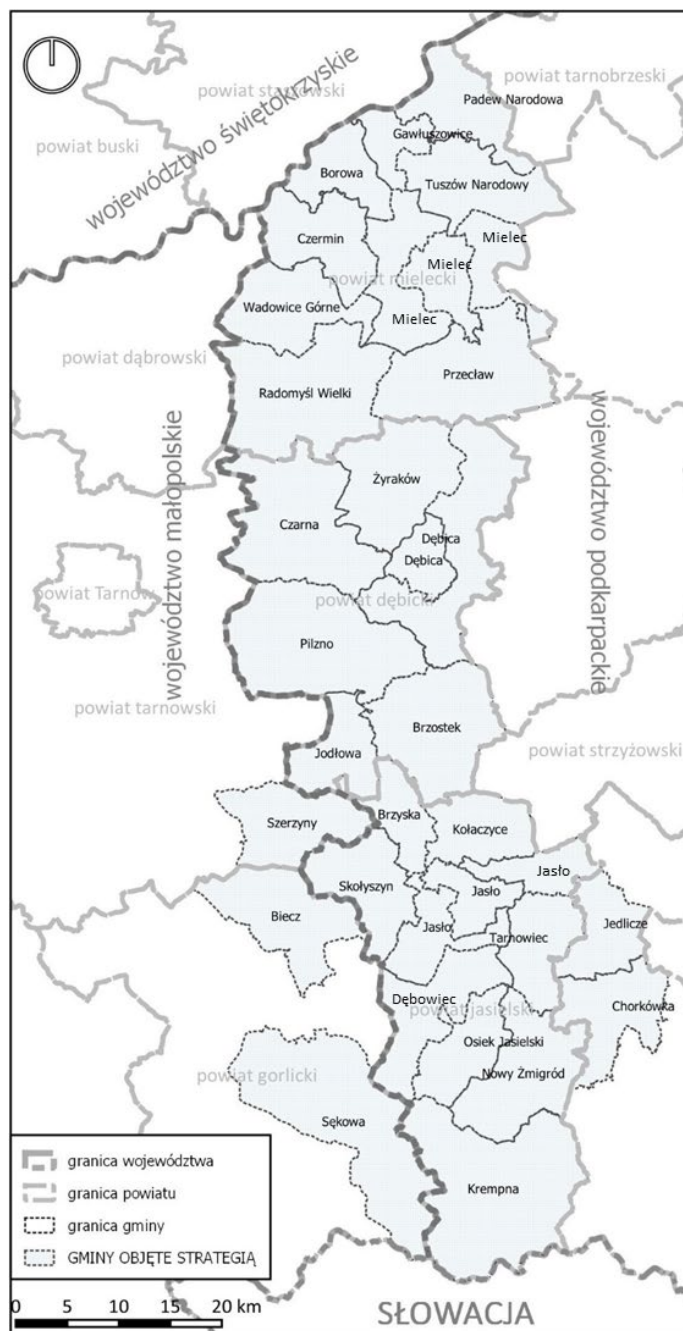 powiat tarnobrzeski
powiat staszowski
Padew Narodowa
województwo świętokrzyskie
powiat buski
Gawłuszowice
Borowa
Tuszów Narodowy
Czermin
Mielec
Mielec
powiat mielecki
Wadowice Górne
Mielec
powiat dąbrowski
Przecław
Radomyśl Wielki
województwo małopolskie
województwo podkarpackie
Żyraków
Czarna
Dębica
Dębica
powiat Tarnów
powiat dębicki
Pilzno
powiat tarnowski
Brzostek
powiat strzyżowski
Jodłowa
Szerzyny
Brzyska
Kołaczyce
Jasło
Skołyszyn
Jasło
Biecz
Jedlicze
Jasło
Tarnowiec
Dębowiec
powiat jasielski
Chorkówka
Osiek Jasielski
powiat gorlicki
Nowy Żmigród
Sękowa
Krempna
granica województwa
granica powiatu
granica gminy
GMINY OBJĘTE STRATEGIĄ
0 5 10 15 20 km
SŁOWACJA